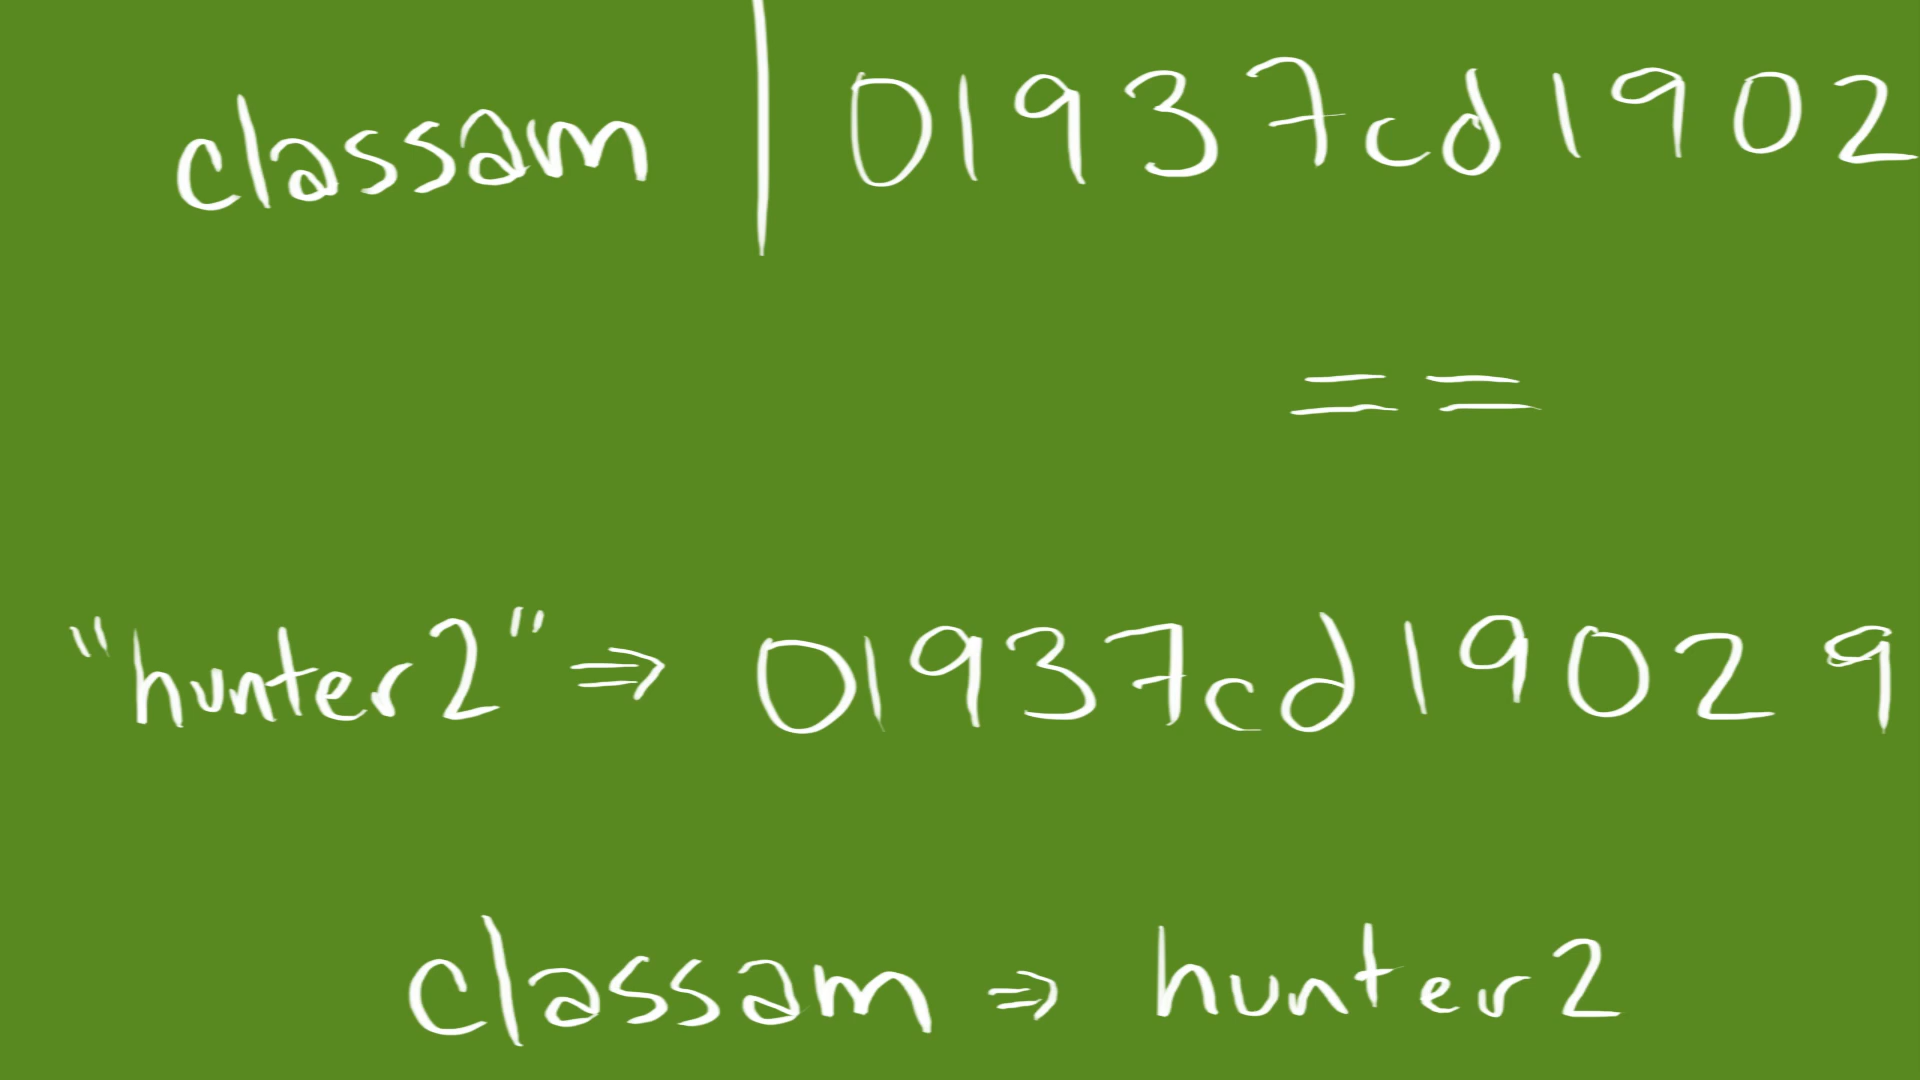 classam | 01937cd1902
==
"hunter2" => 01937cd19029
classam => hunter2